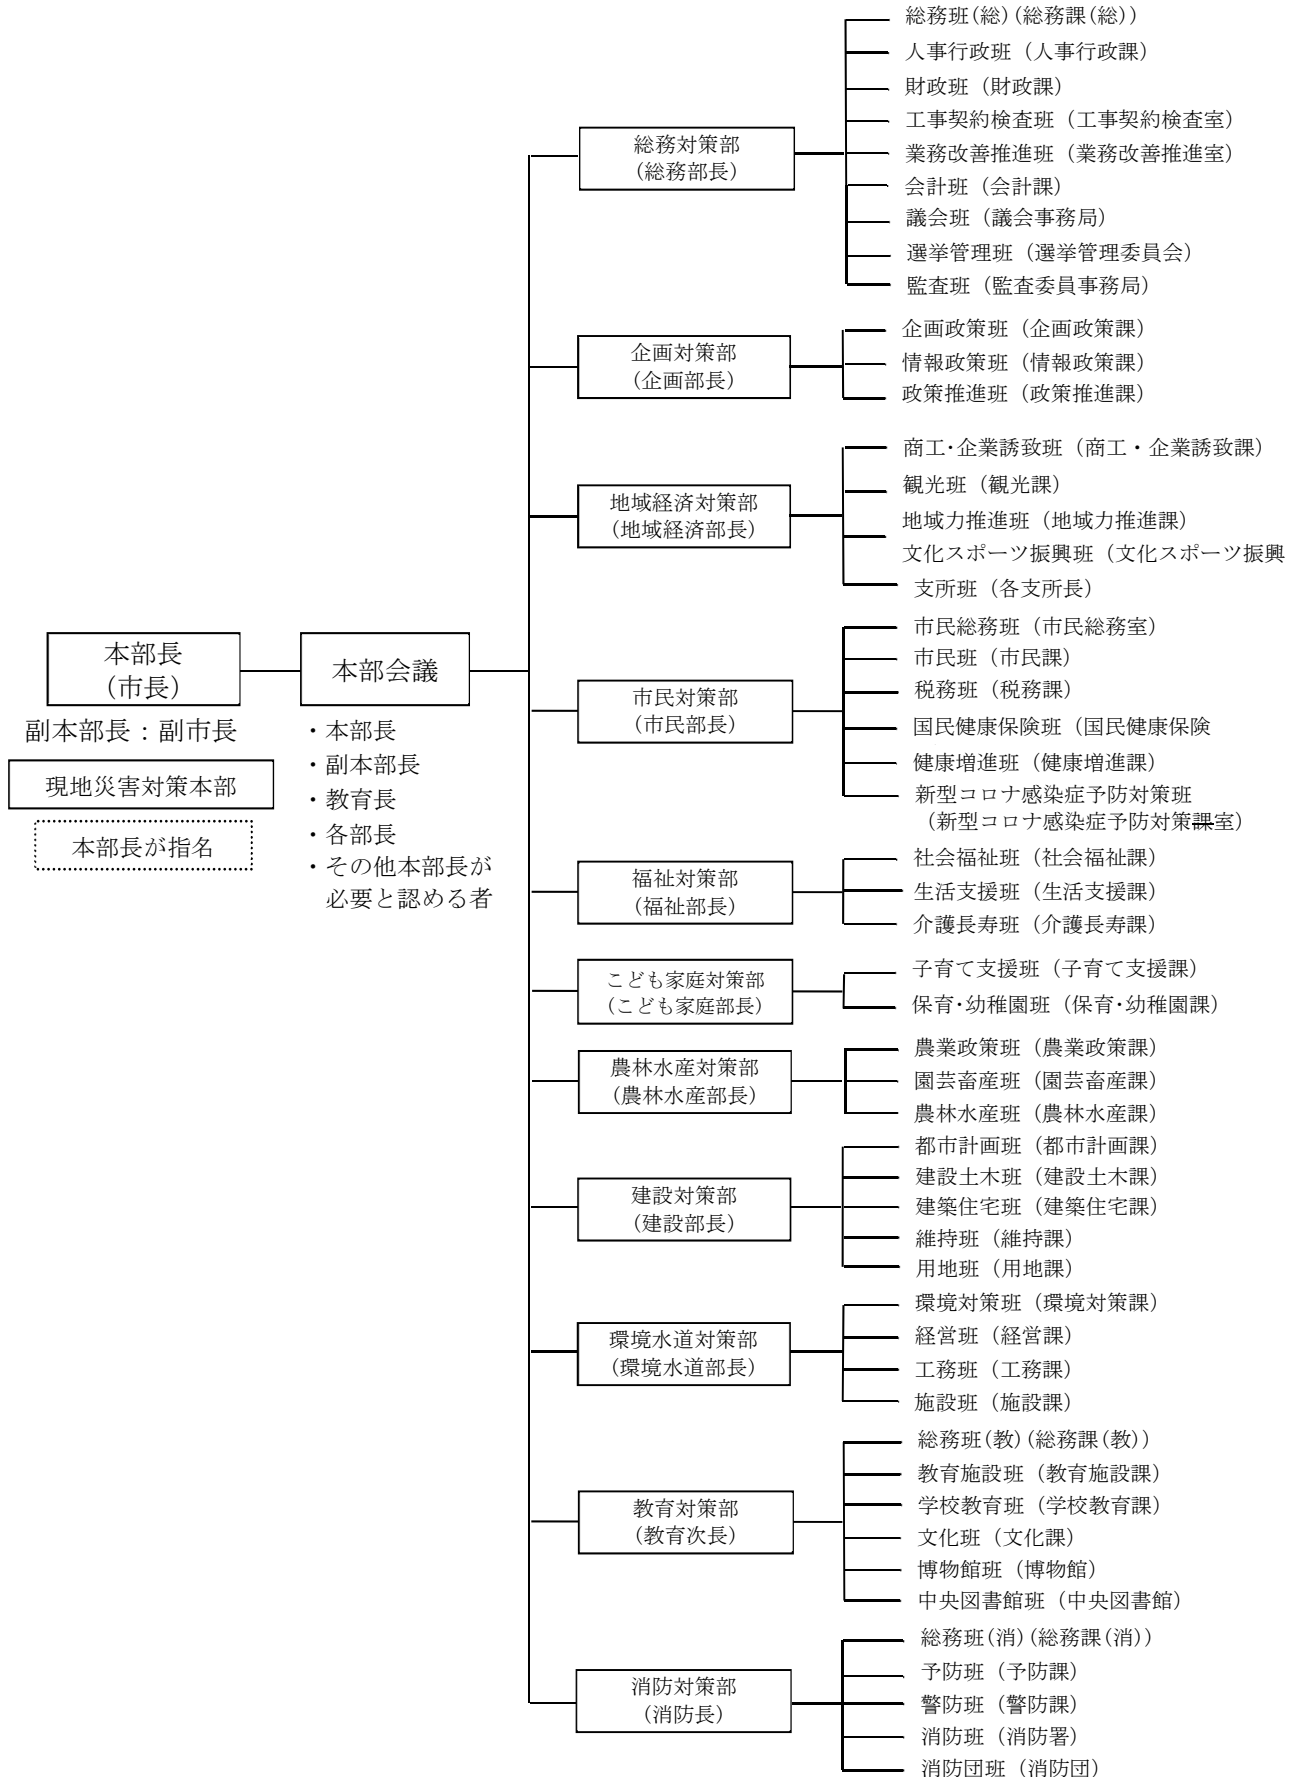 本部長
(市長)
副本部長：副市長
現地災害対策本部
本部長が指名
本部会議
・本部長
・副本部長
・教育長
・各部長
・その他本部長が
必要と認める者
総務対策部
(総務部長)
総務班(総)(総務課(総))
人事行政班（人事行政課）
財政班（財政課）
工事契約検査班（工事契約検査室）
業務改善推進班（業務改善推進室）
会計班（会計課）
議会班（議会事務局）
選挙管理班（選挙管理委員会）
監査班（監査委員事務局）
企画対策部
(企画部長)
企画政策班（企画政策課）
情報政策班（情報政策課）
政策推進班（政策推進課）
地域経済対策部
(地域経済部長)
商工･企業誘致班（商工・企業誘致課）
観光班（観光課）
地域力推進班（地域力推進課）
文化スポーツ振興班（文化スポーツ振興
支所班（各支所長）
市民対策部
(市民部長)
市民総務班（市民総務室）
市民班（市民課）
税務班（税務課）
国民健康保険班（国民健康保険
健康増進班（健康増進課）
新型コロナ感染症予防対策班
（新型コロナ感染症予防対策課室）
福祉対策部
(福祉部長)
社会福祉班（社会福祉課）
生活支援班（生活支援課）
介護長寿班（介護長寿課）
こども家庭対策部
(こども家庭部長)
子育て支援班（子育て支援課）
保育･幼稚園班（保育･幼稚園課）
農林水産対策部
(農林水産部長)
農業政策班（農業政策課）
園芸畜産班（園芸畜産課）
農林水産班（農林水産課）
建設対策部
(建設部長)
都市計画班（都市計画課）
建設土木班（建設土木課）
建築住宅班（建築住宅課）
維持班（維持課）
用地班（用地課）
環境水道対策部
(環境水道部長)
環境対策班（環境対策課）
経営班（経営課）
工務班（工務課）
施設班（施設課）
教育対策部
(教育次長)
総務班(教)(総務課(教))
教育施設班（教育施設課）
学校教育班（学校教育課）
文化班（文化課）
博物館班（博物館）
中央図書館班（中央図書館）
消防対策部
(消防長)
総務班(消)(総務課(消))
予防班（予防課）
警防班（警防課）
消防班（消防署）
消防団班（消防団）